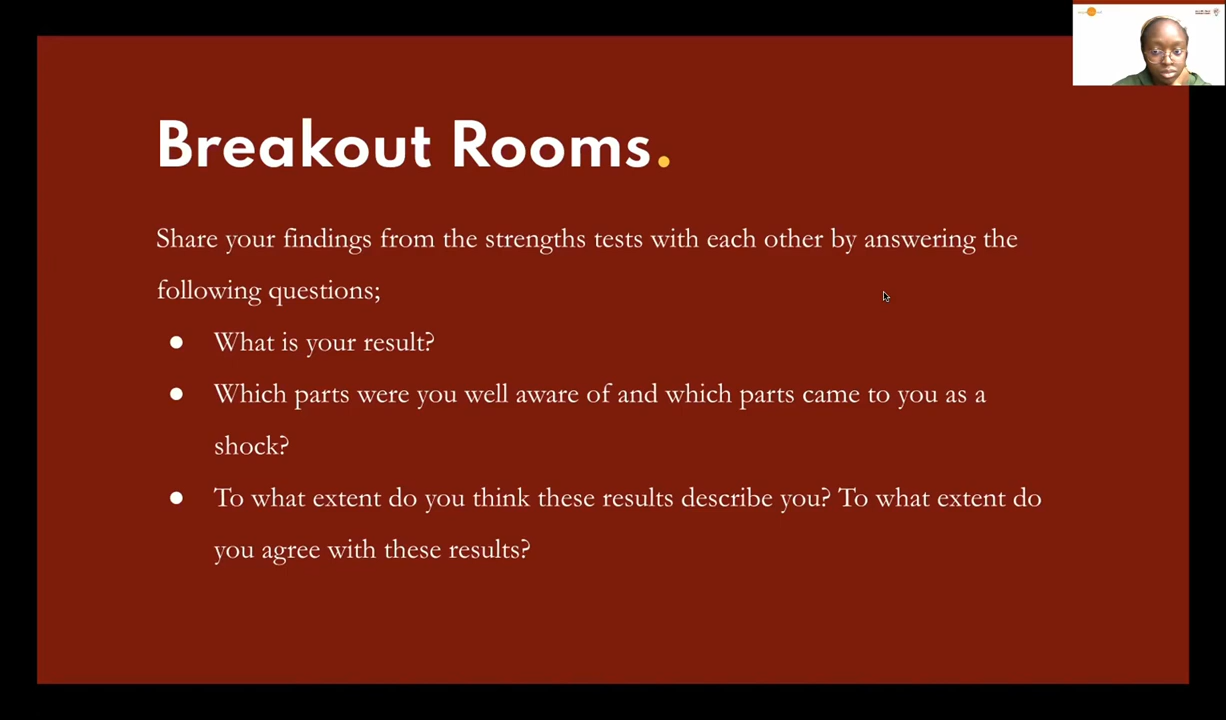 Breakout Rooms.
Share your findings from the strengths tests with each other by answering the
following questions;
● What is your result?
● Which parts were you well aware of and which parts came to you as a
shock?
● To what extent do you think these results describe you? To what extent do
you agree with these results?